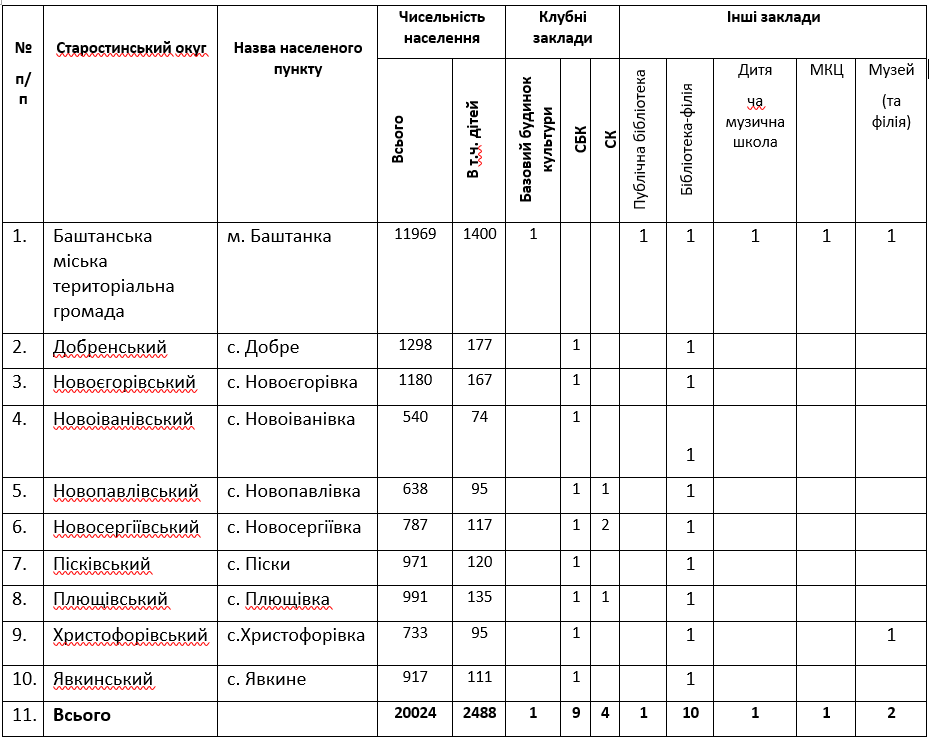 №
п/
п
Старостинський округ
Назва населеного
пункту
Чисельність
населення
Клубні
заклади
Інші заклади
Всього
В т.ч. дітей
Базовий будинок
культури
СБК
СК
Публічна бібліотека
Бібліотека-філія
Дитя
ча
музична
школа
МКЦ
Музей
(та
філія)
1. Баштанська м. Баштанка 11969 1400 1 1 1 1 1 1
міська
територіальна
громада
2. Добренський с. Добре 1298 177 1 1
3. Новоєгорівський с. Новоєгорівка 1180 167 1 1
4. Новоіванівський с. Новоіванівка 540 74 1
1
5. Новопавлівський с. Новопавлівка 638 95 1 1 1
6. Новосергіївський с. Новосергіївка 787 117 1 2 1
7. Пісківський с. Піски 971 120 1 1
8. Плющівський с. Плющівка 991 135 1 1 1
9. Христофорівський с.Христофорівка 733 95 1 1 1
10. Явкинський с. Явкине 917 111 1 1
11. Всього 20024 2488 1 9 4 1 10 1 1 2